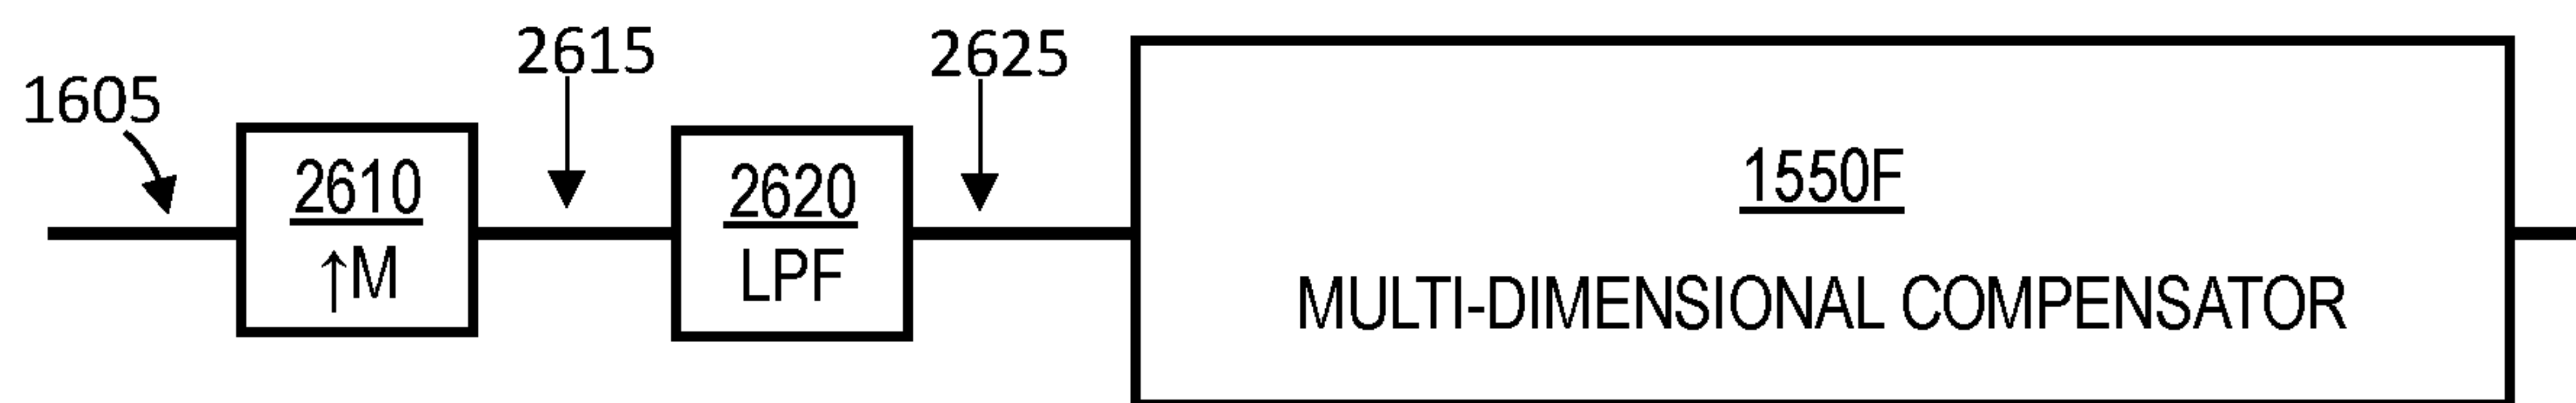 1605
2610
↑M
2615
2620
LPF
2625
1550F
MULTI-DIMENSIONAL COMPENSATOR